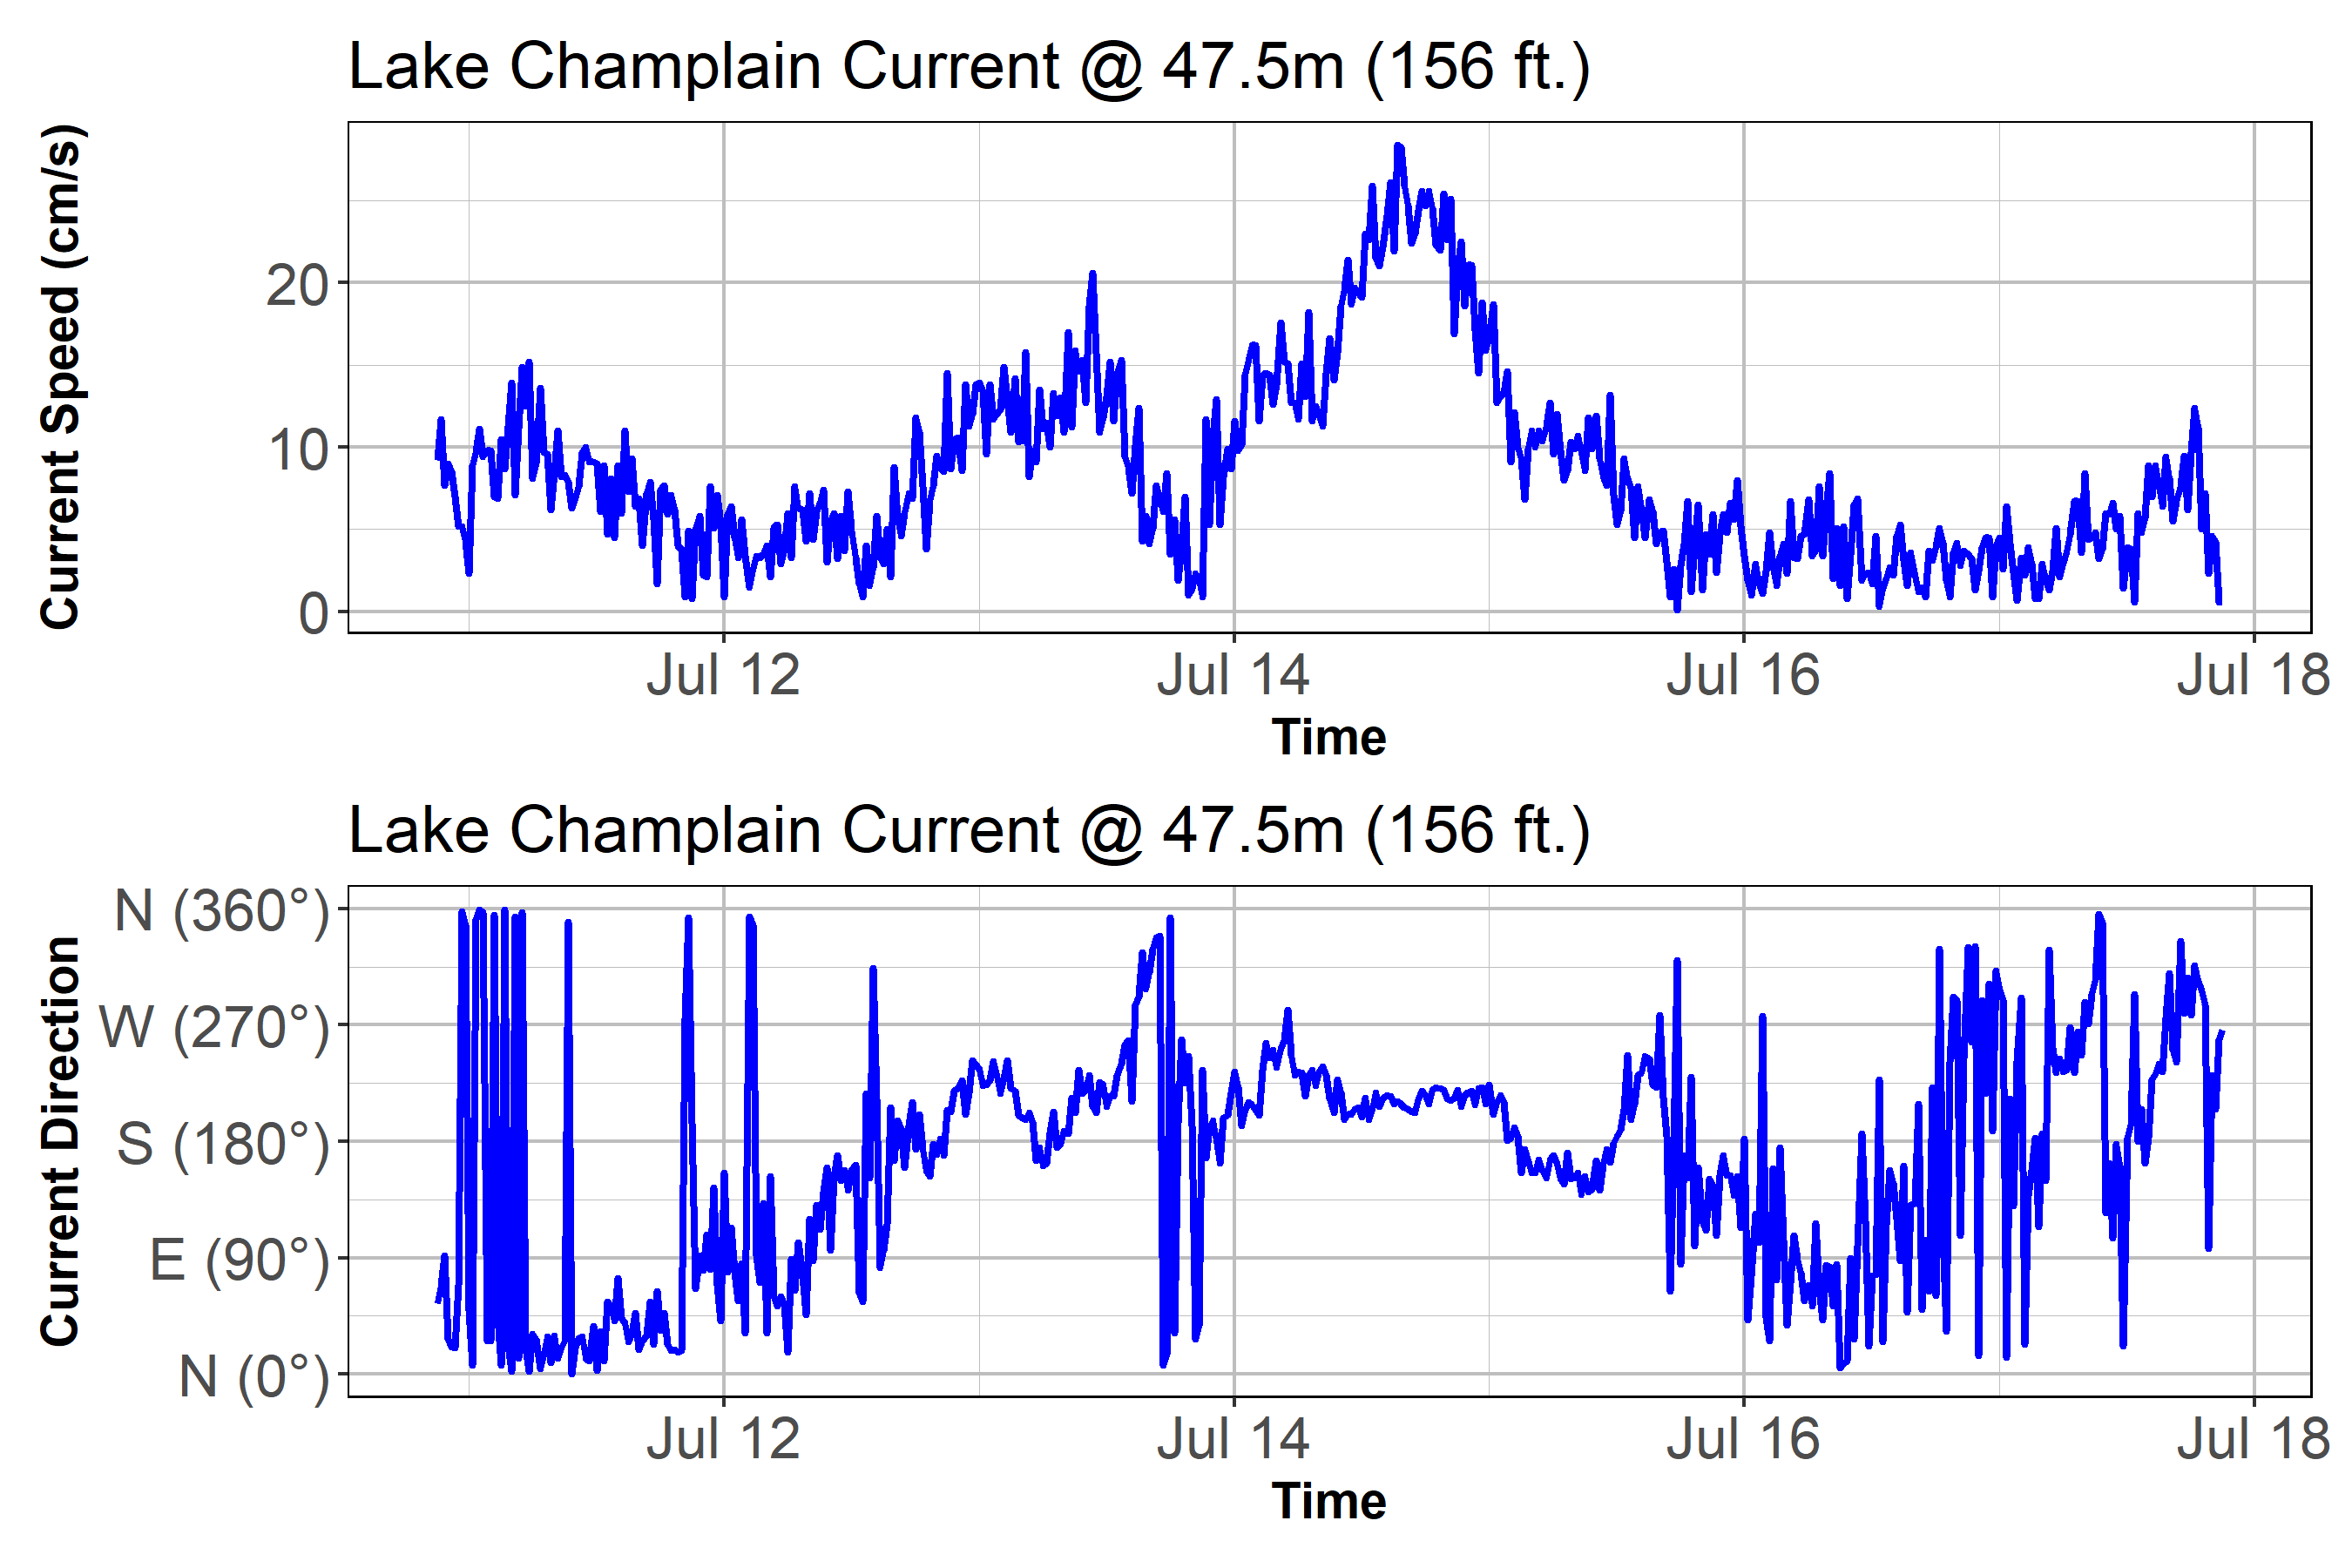 Lake Champlain Current @ 47.5m (156 ft.)
Current Speed (cm/s)
20
10
0
Jul 12 Jul 14 Jul 16 Jul 18
Time
Lake Champlain Current @ 47.5m (156 ft.)
Current Direction
N (360°)
W (270°)
S (180°)
E (90°)
N (0°)
Jul 12 Jul 14 Jul 16 Jul 18
Time